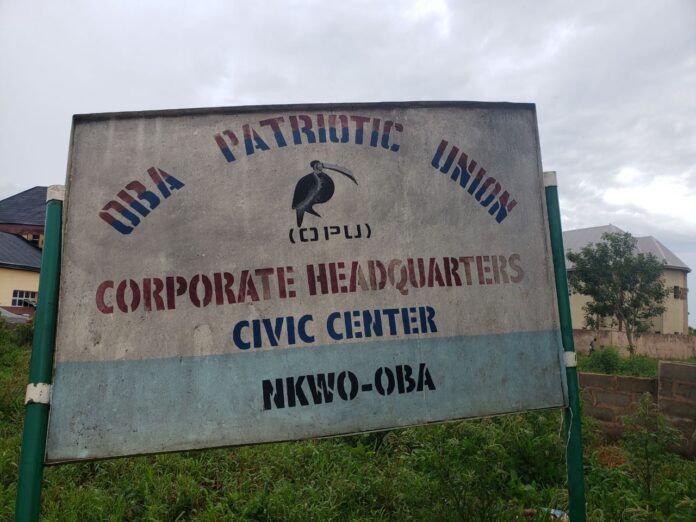 OBA PATRIOTIC UNION
(OPU)
CORPORATE HEADQUARTERS
CIVIC CENTER
NKWO-OBA